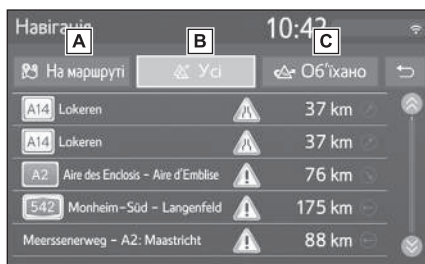 Навігація 10:42
A B C
На маршруті Усі Об'їхано
A14 Lokeren 37 km
A14 Lokeren 37 km
A2 Aire des Enclosis - Aire d'Emblise 76 km
542 Monheim-Süd - Langenfeld 175 km
Meerssenerweg - A2: Maastricht 88 km